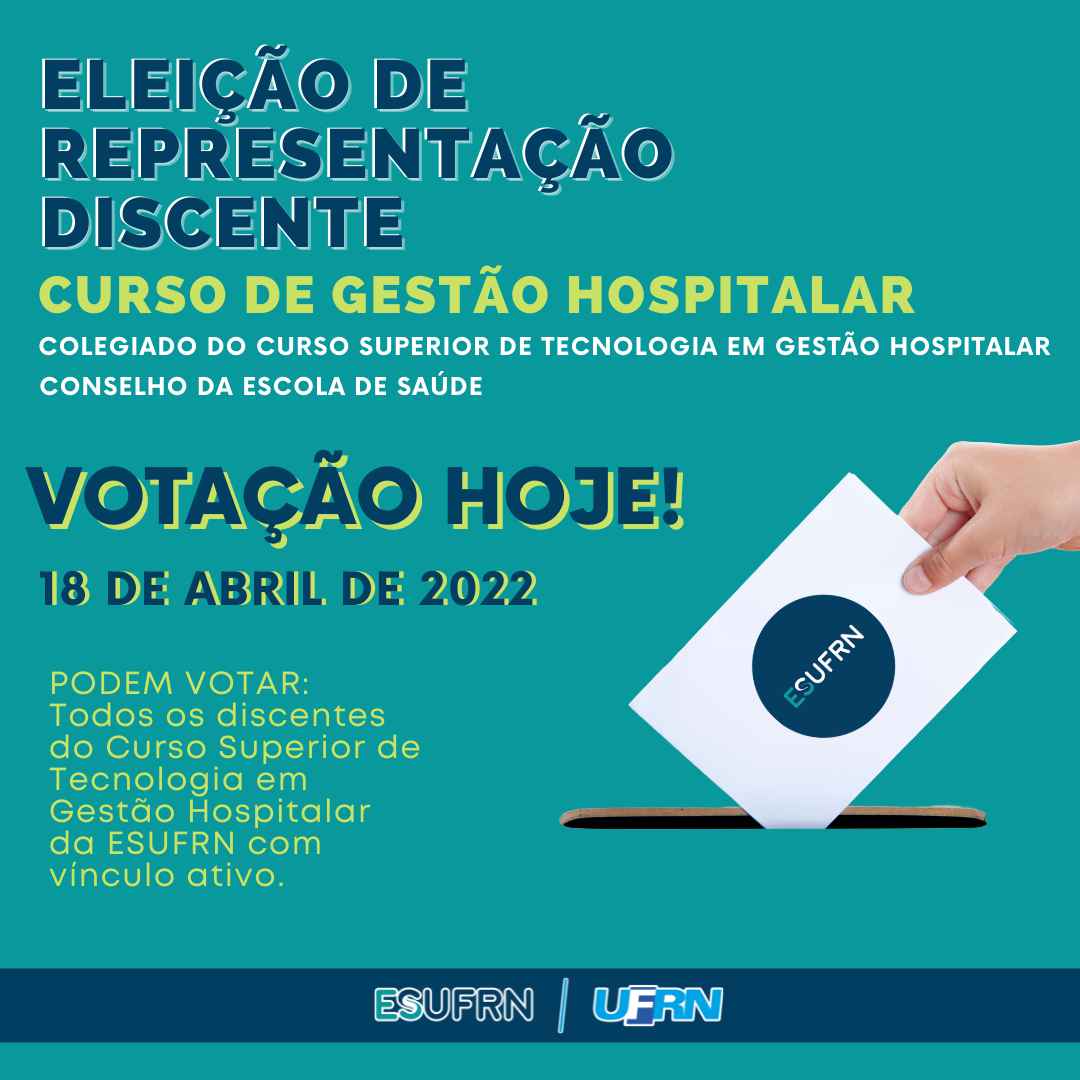 ELEIÇÃO DE
REPRESENTAÇÃO
DISCENTE
CURSO DE GESTÃO HOSPITALAR
COLEGIADO DO CURSO SUPERIOR DE TECNOLOGIA EM GESTÃO HOSPITALAR
CONSELHO DA ESCOLA DE SAÚDE
VOTAÇÃO HOJE!
18 DE ABRIL DE 2022
ESUFRN
PODEM VOTAR:
Todos os discentes
do Curso Superior de
Tecnologia em
Gestão Hospitalar
da ESUFRN com
vínculo ativo.
ESUFRN | UFRN